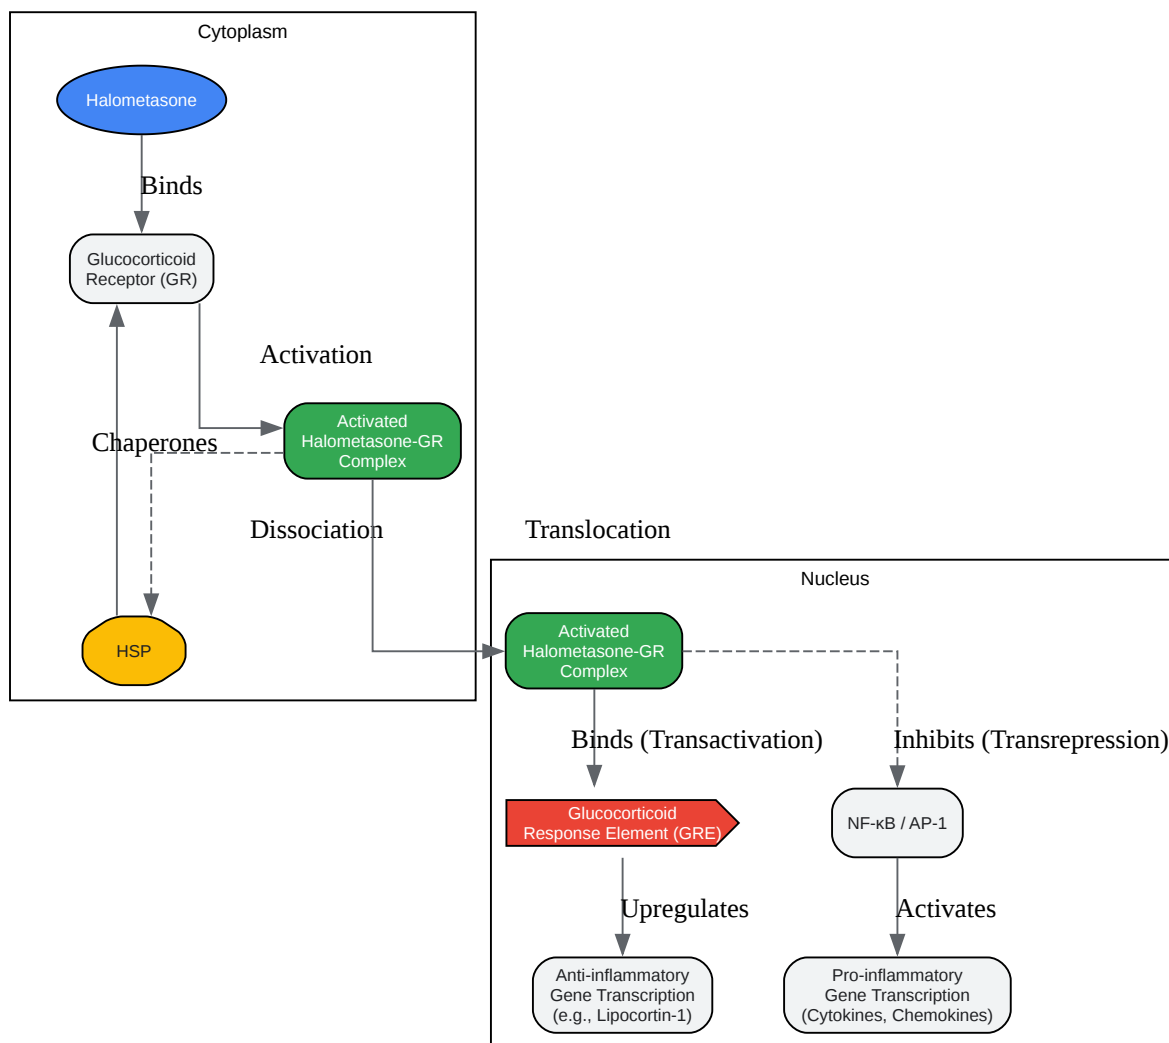 Cytoplasm
Halometasone
Binds
Glucocorticoid
Receptor (GR)
Activation
Activated
Halometasone-GR
Complex
Chaperones
Dissociation
HSP
Translocation
Nucleus
Activated
Halometasone-GR
Complex
Binds (Transactivation)
Inhibits (Transrepression)
Glucocorticoid
Response Element (GRE)
NF-κB / AP-1
Upregulates
Activates
Anti-inflammatory
Gene Transcription
(e.g., Lipocortin-1)
Pro-inflammatory
Gene Transcription
(Cytokines, Chemokines)